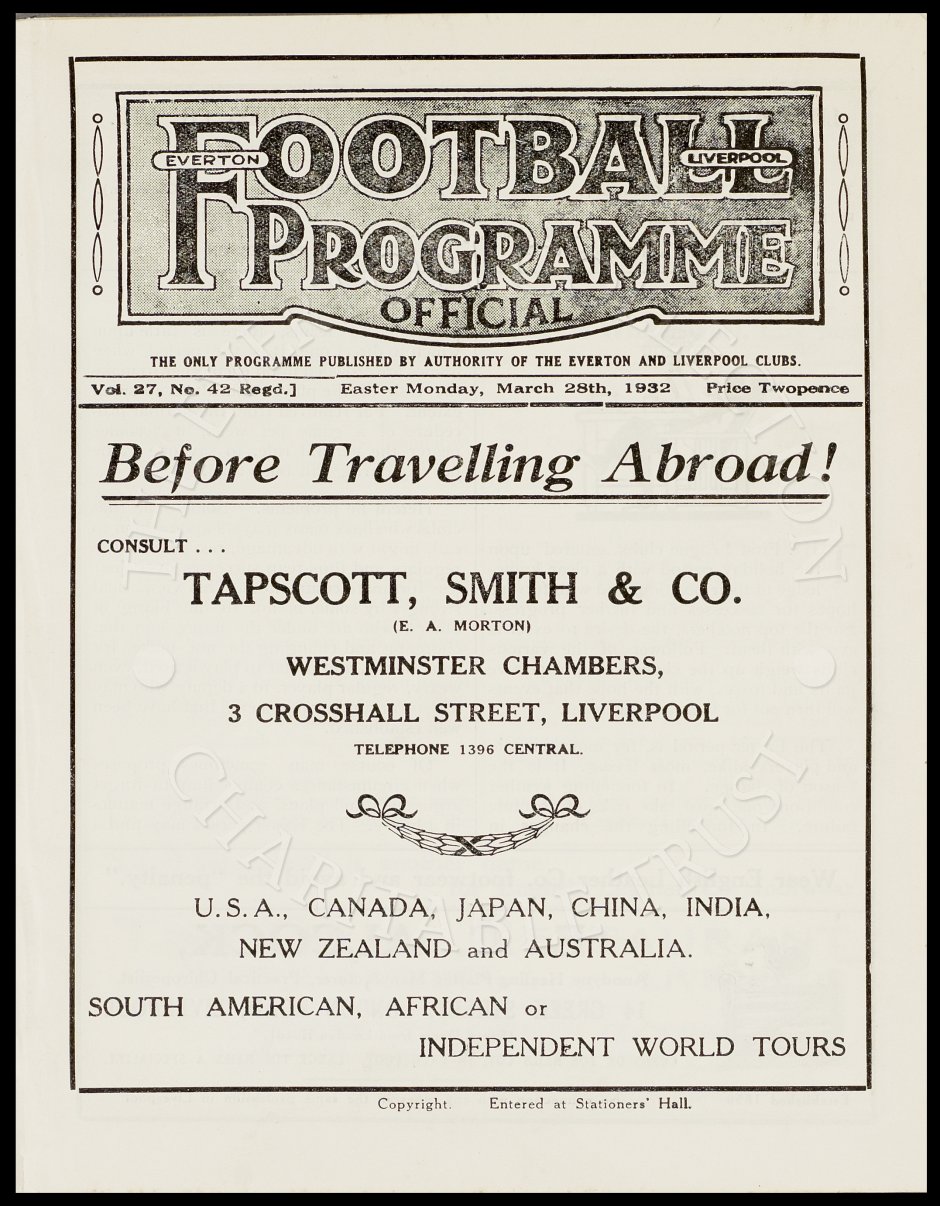 EVERTON
LIVERPOOL
FOOTBALL
PROGRAMME
OFFICIAL
THE ONLY PROGRAMME PUBLISHED BY AUTHORITY OF THE EVERTON AND LIVERPOOL CLUBS.
Vol. 27, No. 42 Regd.] Easter Monday, March 28th, 1932 Price Twopence
Before Travelling Abroad!
CONSULT . . .
TAPSCOTT, SMITH & CO.
(E. A. MORTON)
WESTMINSTER CHAMBERS,
3 CROSSHALL STREET, LIVERPOOL
TELEPHONE 1396 CENTRAL.
U.S.A., CANADA, JAPAN, CHINA, INDIA,
NEW ZEALAND and AUSTRALIA.
SOUTH AMERICAN, AFRICAN or
INDEPENDENT WORLD TOURS
Copyright. Entered at Stationers' Hall.
CHARITABLE TRUST